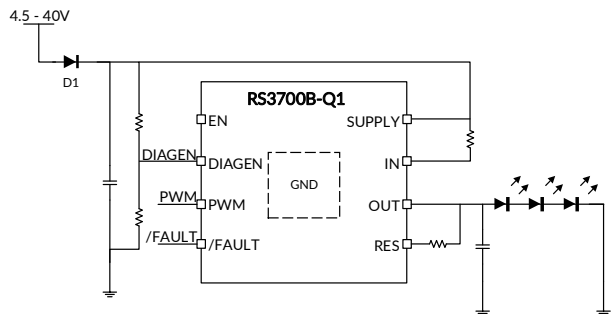 4.5 - 40V
D1
RS3700B-Q1
EN
SUPPLY
DIAGEN
DIAGEN
IN
GND
PWM
PWM
OUT
/FAULT
/FAULT
RES